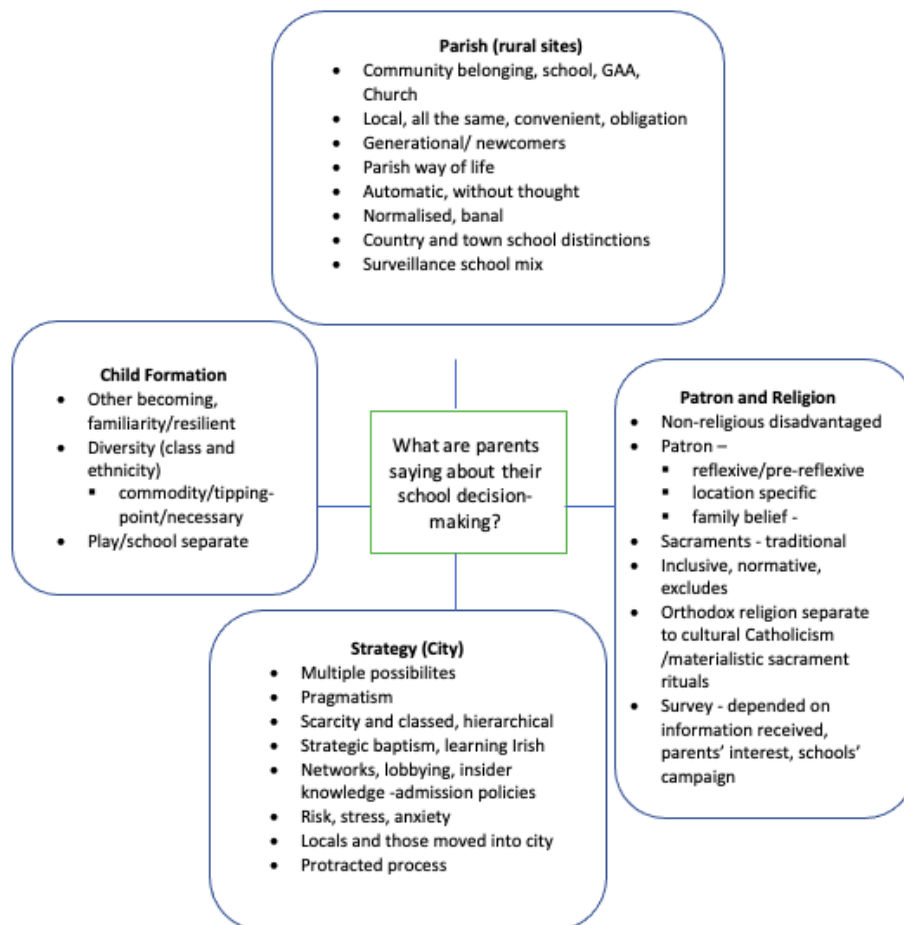 Parish (rural sites)
• Community belonging, school, GAA,
Church
• Local, all the same, convenient, obligation
• Generational/ newcomers
• Parish way of life
• Automatic, without thought
• Normalised, banal
• Country and town school distinctions
• Surveillance school mix
Child Formation
• Other becoming,
familiarity/resilient
• Diversity (class and
ethnicity)
▪ commodity/tipping-
point/necessary
• Play/school separate
What are parents
saying about their
school decision-
making?
Patron and Religion
• Non-religious disadvantaged
• Patron –
▪ reflexive/pre-reflexive
▪ location specific
▪ family belief -
• Sacraments - traditional
• Inclusive, normative,
excludes
• Orthodox religion separate
to cultural Catholicism
/materialistic sacrament
rituals
• Survey - depended on
information received,
parents’ interest, schools’
campaign
Strategy (City)
• Multiple possibilites
• Pragmatism
• Scarcity and classed, hierarchical
• Strategic baptism, learning Irish
• Networks, lobbying, insider
knowledge -admission policies
• Risk, stress, anxiety
• Locals and those moved into city
• Protracted process